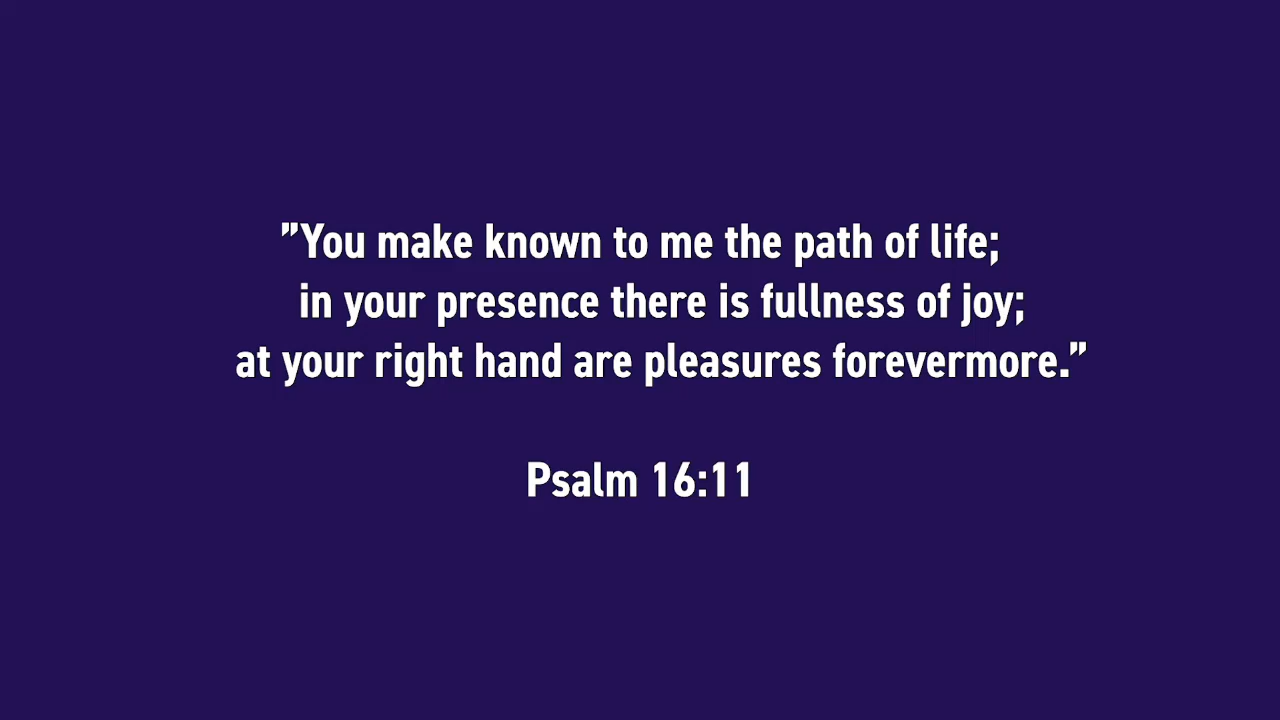 ”You make known to me the path of life;
in your presence there is fullness of joy;
at your right hand are pleasures forevermore.”
Psalm 16:11